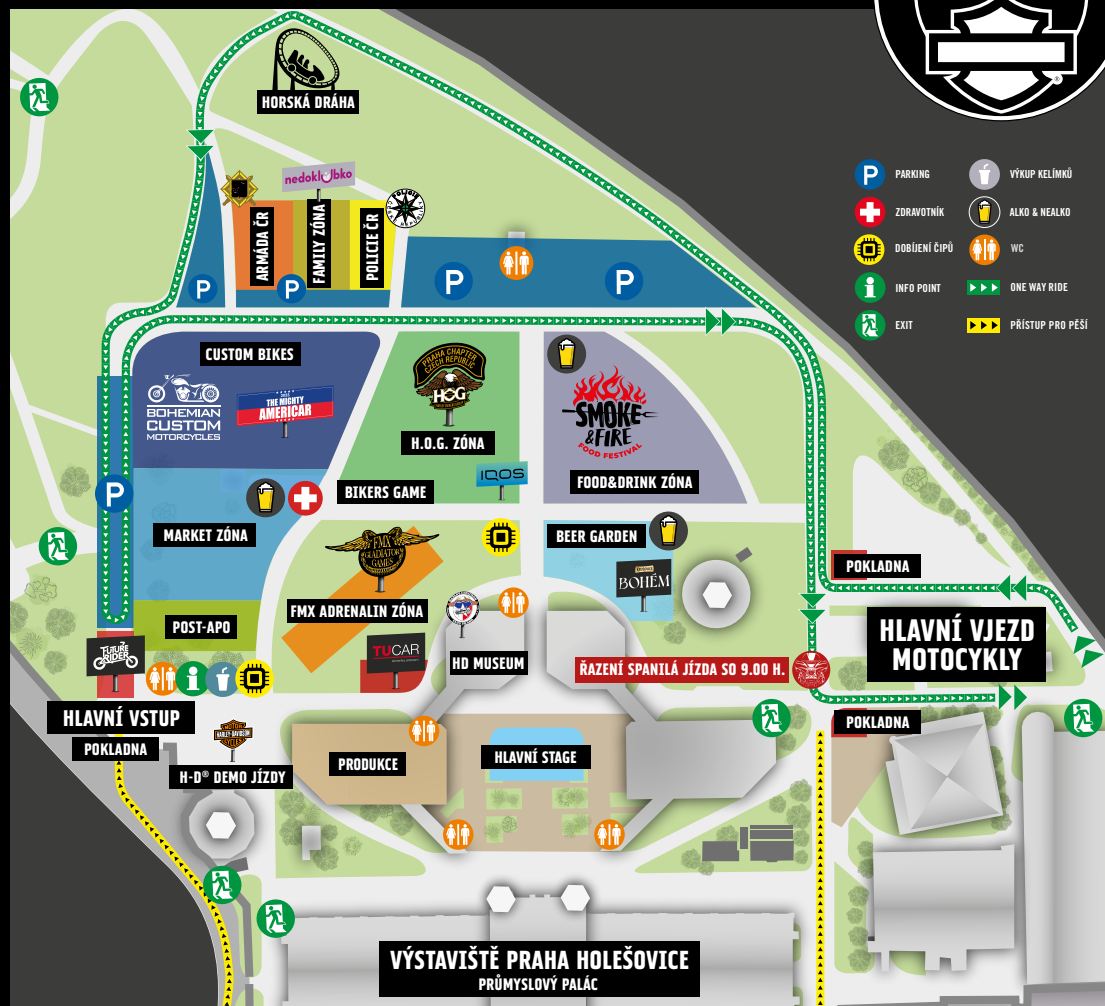 HORSKÁ DRÁHA
nedoklubko
ARMÁDA ČR
FAMILY ZÓNA
POLICIE ČR
POLICIE
P
P
P
P
P
PARKING
VÝKUP KELÍMKŮ
ZDRAVOTNÍK
ALKO & NEALKO
DOBÍJENÍ ČIPŮ
WC
INFO POINT
ONE WAY RIDE
EXIT
PŘÍSTUP PRO PĚŠÍ
®
CUSTOM BIKES
BOHEMIAN
CUSTOM
MOTORCYCLES
THE MIGHTY
AMERICAR
PRAHA CHAPTER
CZECH REPUBLIC
HOG
H.O.G. ZÓNA
SMOKE
&FIRE
FOOD FESTIVAL
FOOD&DRINK ZÓNA
IQOS
BIKERS GAME
P
MARKET ZÓNA
BEER GARDEN
BOHÉM
FMX
GLADIATOR
GAMES
FMX ADRENALIN ZÓNA
POKLADNA
POST-APO
FUTURE
RIDER
TUCAR
HD MUSEUM
ŘAZENÍ SPANILÁ JÍZDA SO 9.00 H.
HLAVNÍ VJEZD
MOTOCYKLY
POKLADNA
HLAVNÍ VSTUP
POKLADNA
MOTOR
HARLEY-DAVIDSON
CYCLES
H-D® DEMO JÍZDY
PRODUKCE
HLAVNÍ STAGE
VÝSTAVIŠTĚ PRAHA HOLEŠOVICE
PRŮMYSLOVÝ PALÁC